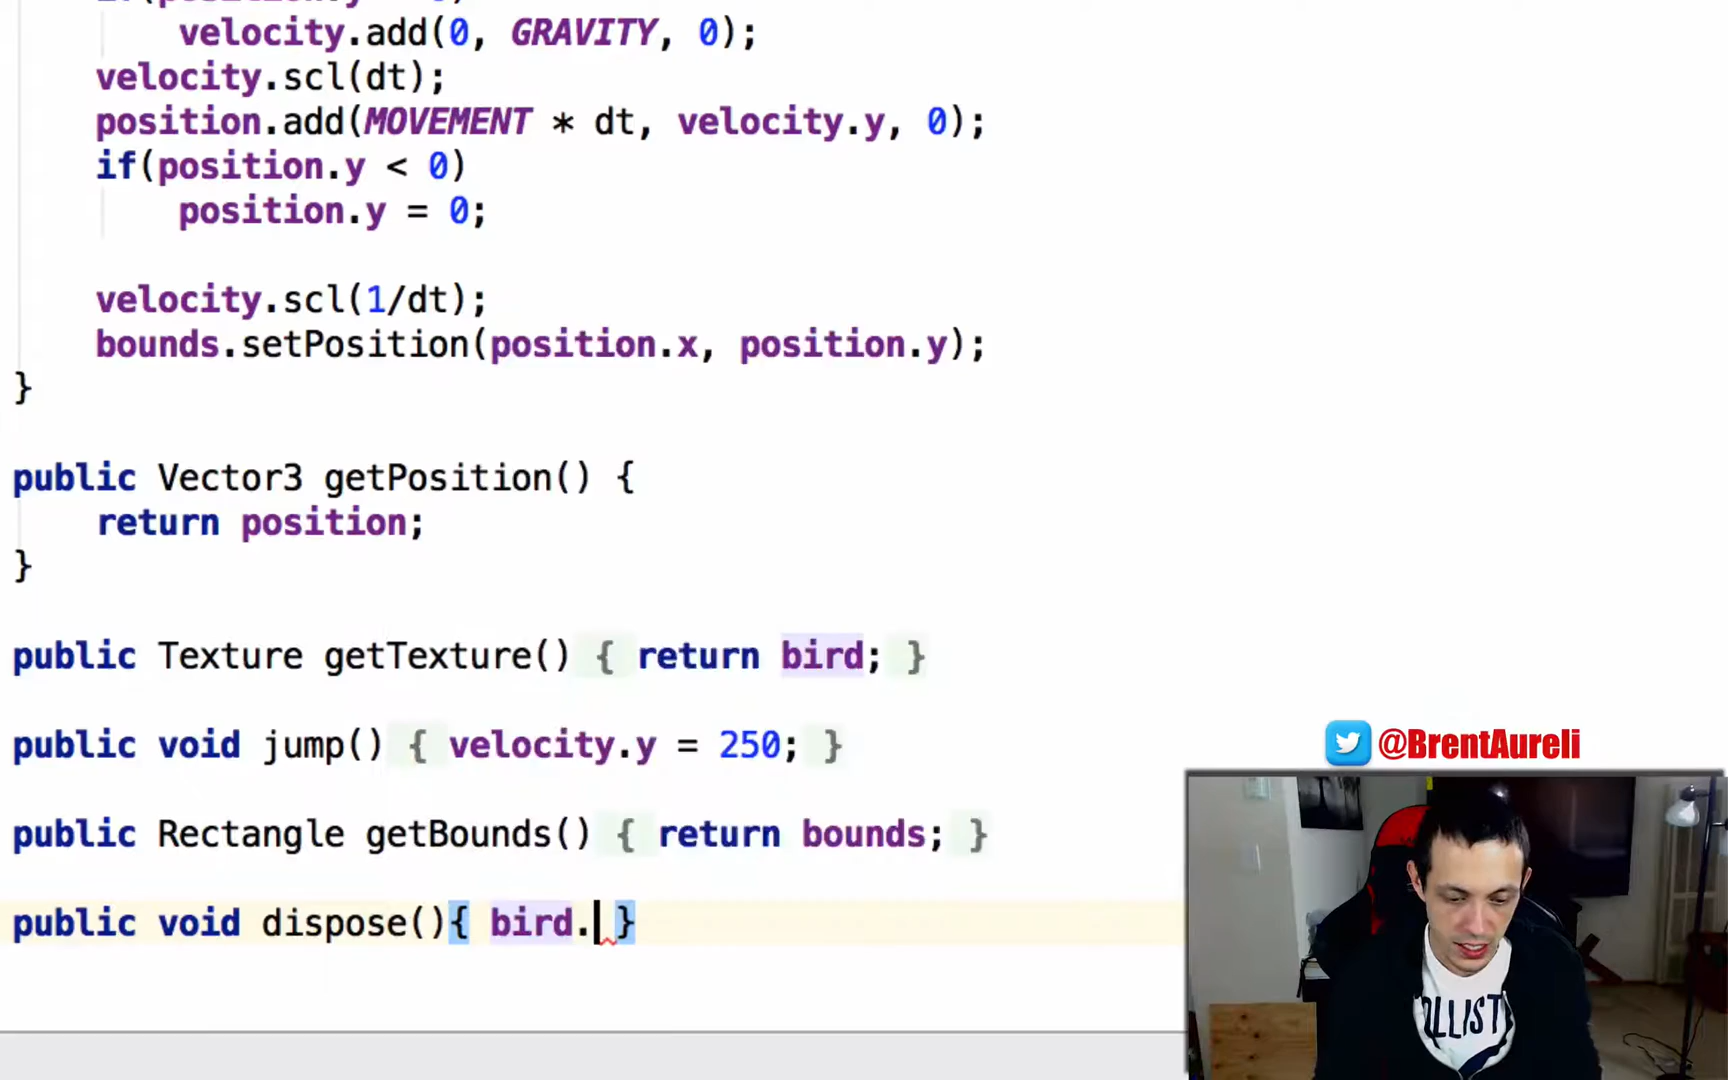 velocity.add(0, GRAVITY, 0);
velocity.scl(dt);
position.add(MOVEMENT * dt, velocity.y, 0);
if(position.y < 0)
position.y = 0;
velocity.scl(1/dt);
bounds.setPosition(position.x, position.y);
}
public Vector3 getPosition() {
return position;
}
public Texture getTexture() { return bird; }
public void jump() { velocity.y = 250; }
public Rectangle getBounds() { return bounds; }
public void dispose(){ bird. }
@BrentAureli
OLLIST